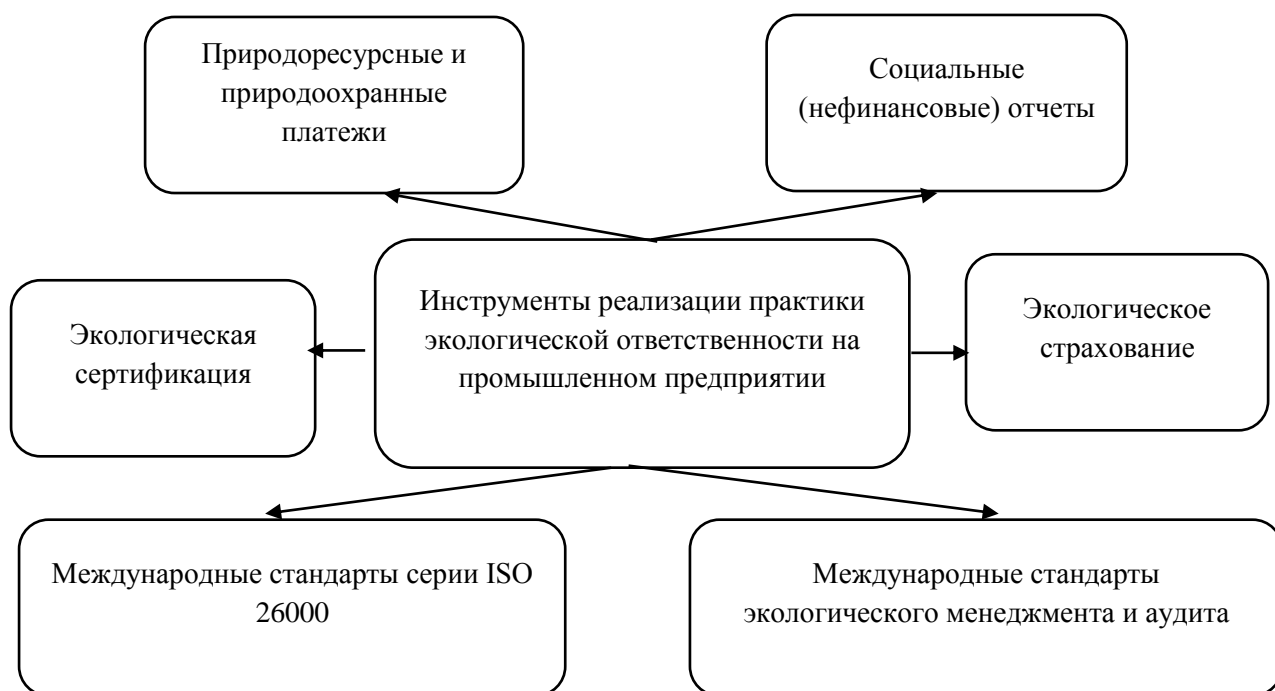 Природоресурсные и
природоохранные
платежи
Социальные
(нефинансовые) отчеты
Экологическая
сертификация
Инструменты реализации практики
экологической ответственности на
промышленном предприятии
Экологическое
страхование
Международные стандарты серии ISO
26000
Международные стандарты
экологического менеджмента и аудита